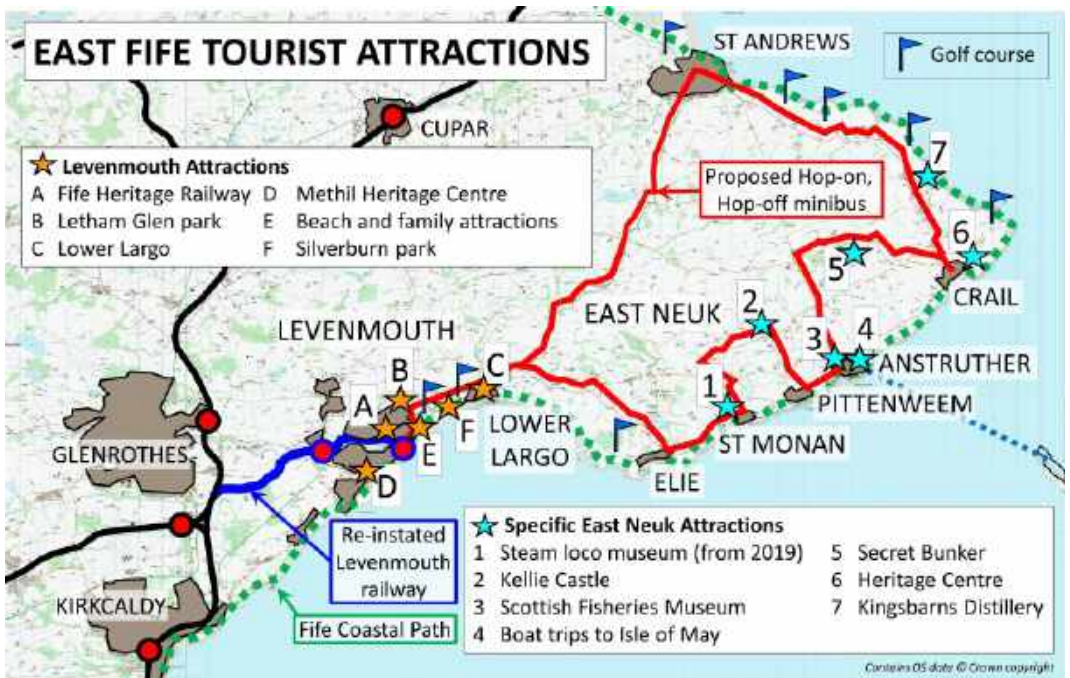 EAST FIFE TOURIST ATTRACTIONS
ST ANDREWS
Golf course
CUPAR
Levenmouth Attractions
A Fife Heritage Railway
B Letham Glen park
C Lower Largo
D Methil Heritage Centre
E Beach and family attractions
F Silverburn park
Proposed Hop-on,
Hop-off minibus
7
6
5
CRAIL
EAST NEUK
2
3
4
ANSTRUTHER
LEVENMOUTH
B
C
A
1
PITTENWEEM
F
E
LOWER
LARGO
ST MONAN
GLENROTHES
D
ELIE
Re-instated
Levenmouth
railway
Specific East Neuk Attractions
1 Steam loco museum (from 2019)
2 Kellie Castle
3 Scottish Fisheries Museum
4 Boat trips to Isle of May
5 Secret Bunker
6 Heritage Centre
7 Kingsbarns Distillery
KIRKCALDY
Fife Coastal Path
Contains OS data © Crown copyright